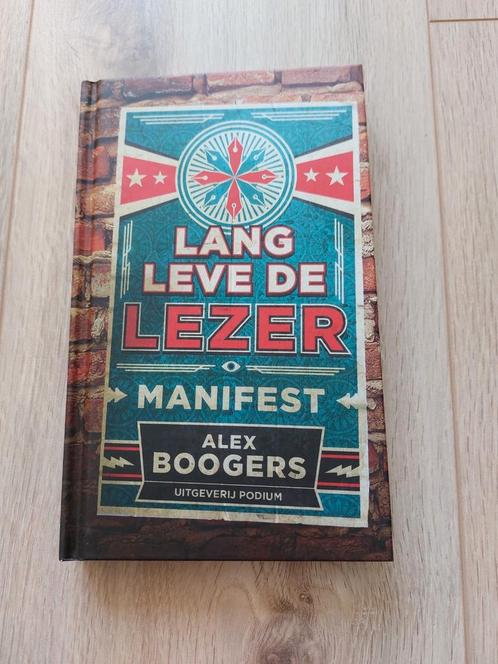 LANG
LEVE DE
LEZER
MANIFEST
ALEX
BOOGERS
UITGEVERIJ PODIUM